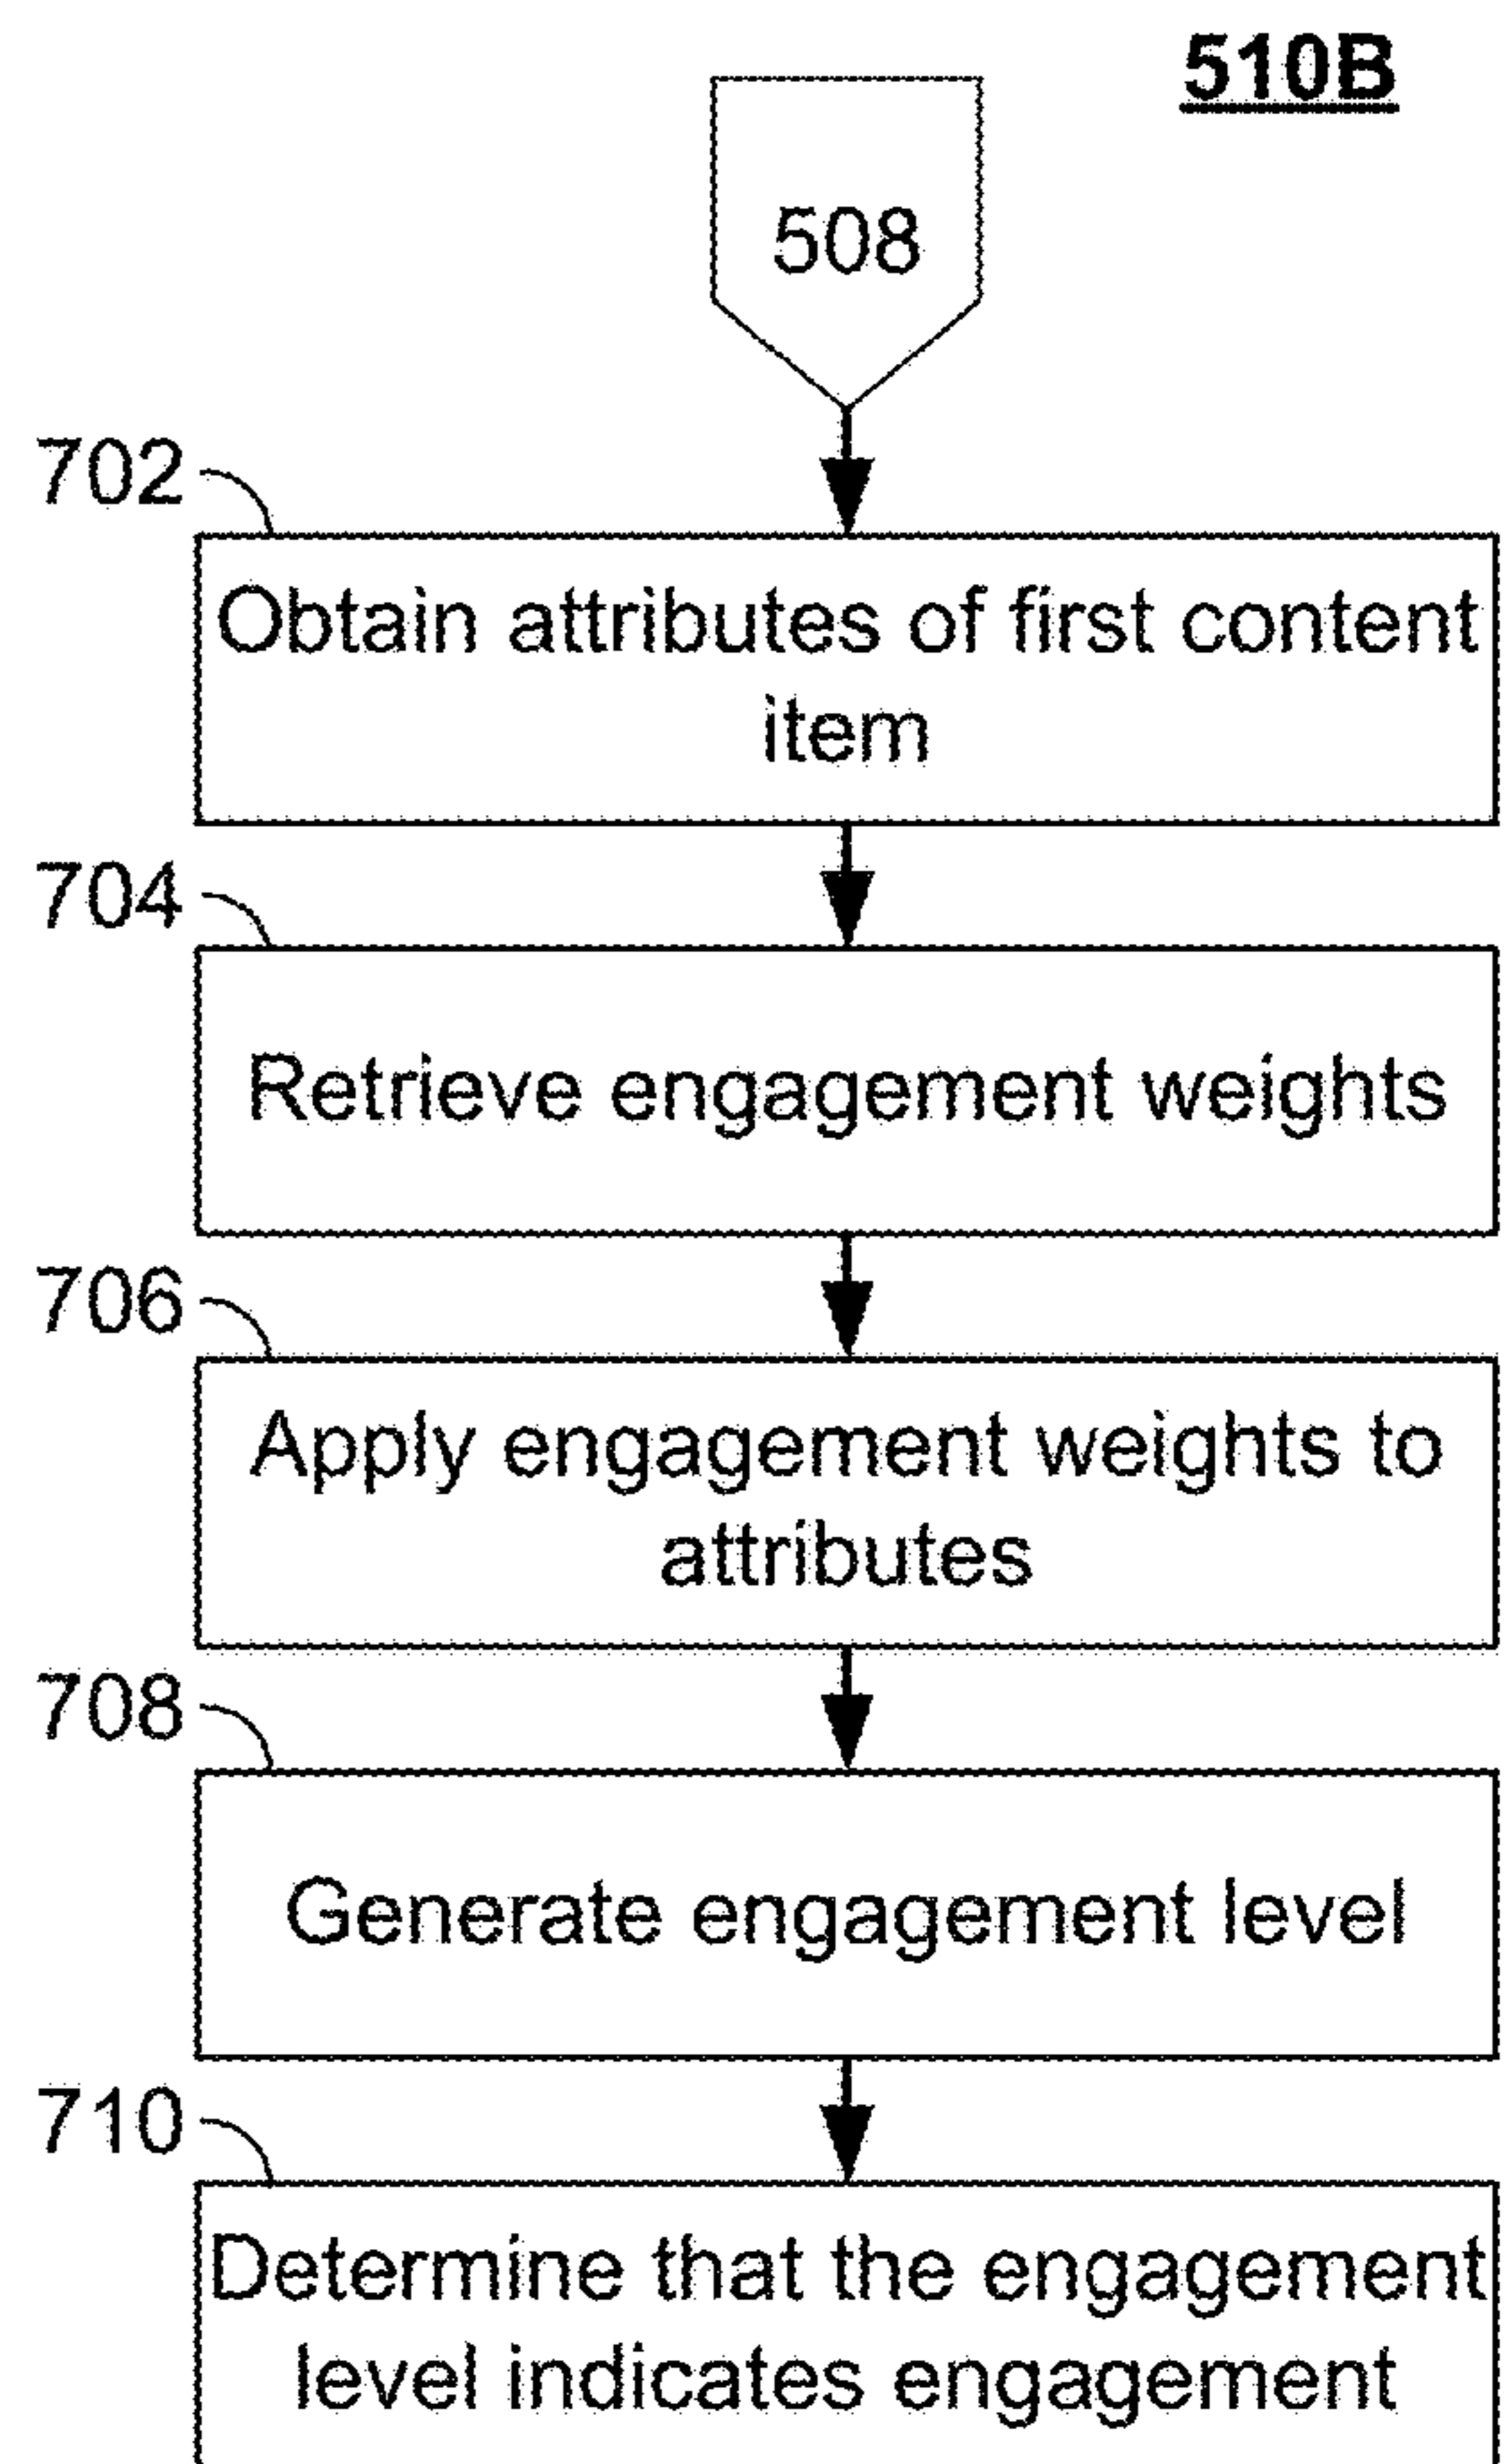 510B
508
702
Obtain attributes of first content
item
704
Retrieve engagement weights
706
Apply engagement weights to
attributes
708
Generate engagement level
710
Determine that the engagement
level indicates engagement